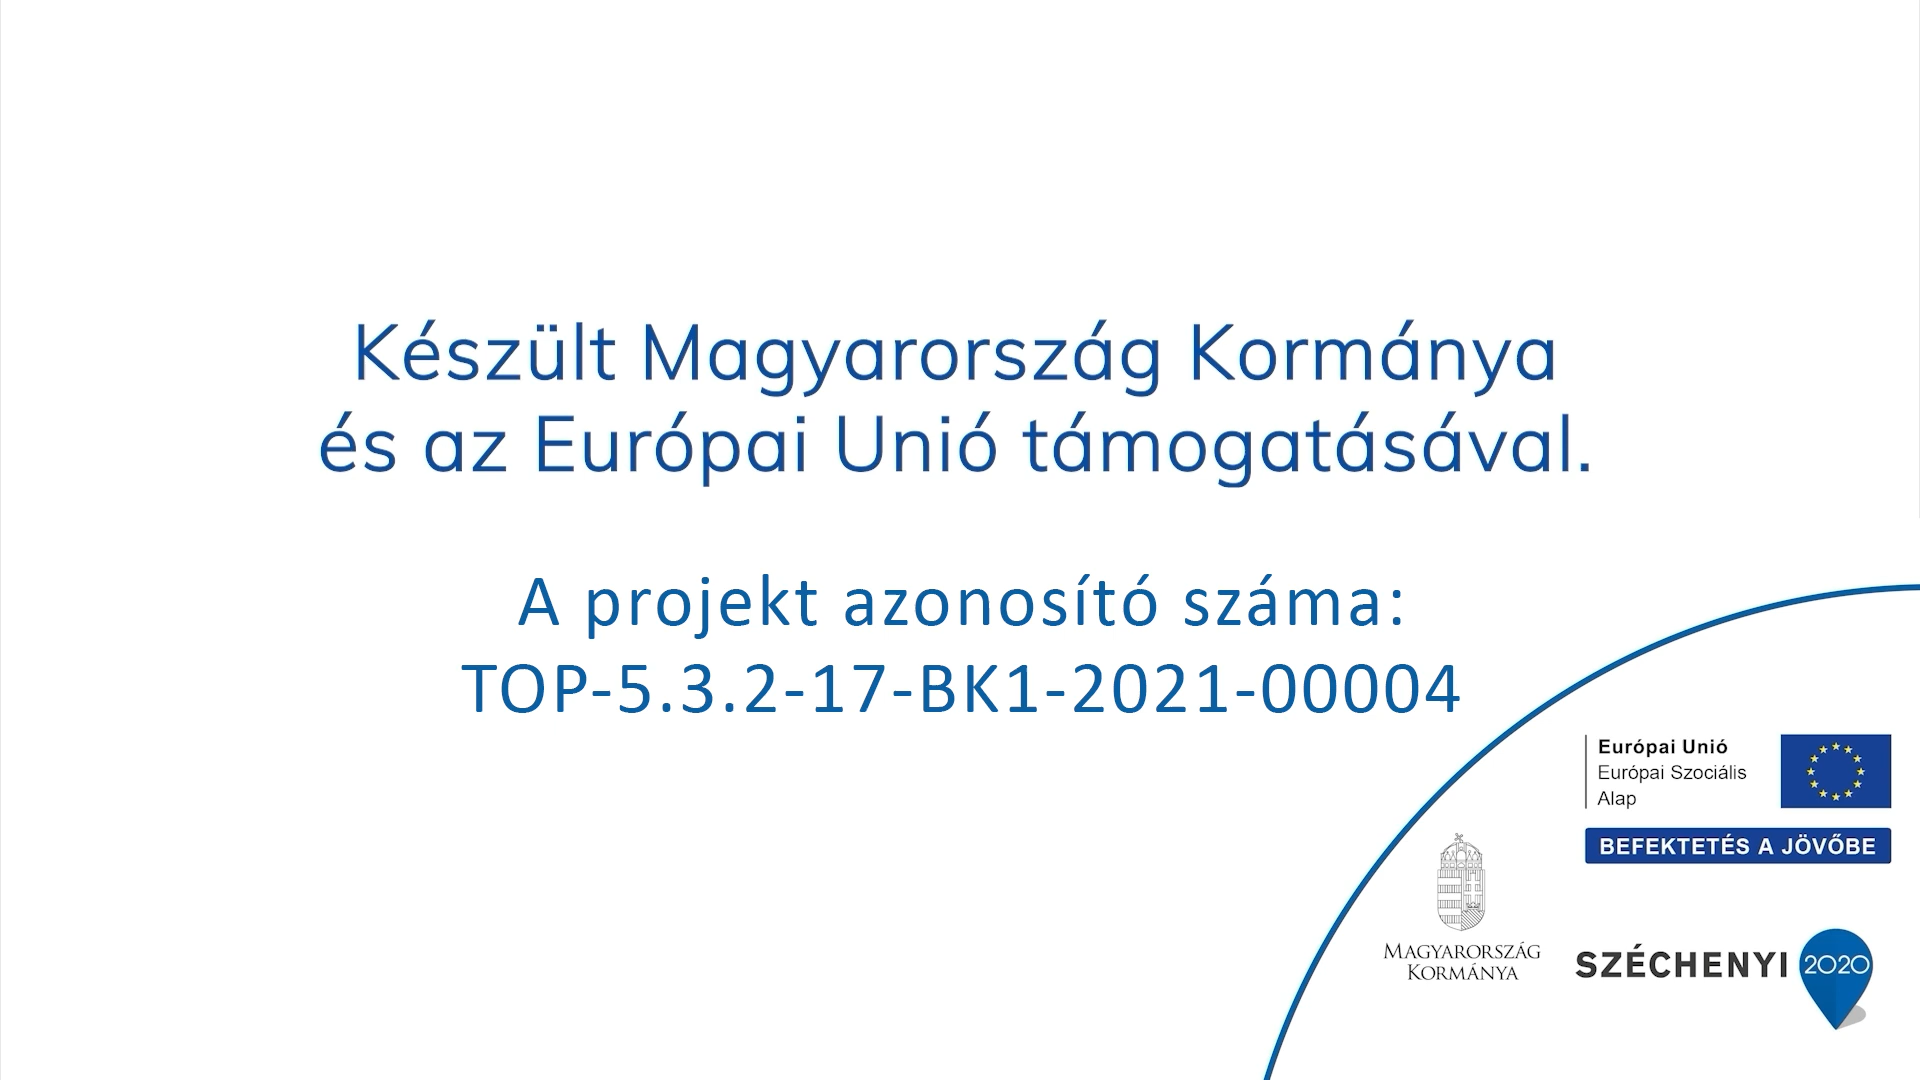 Készült Magyarország Kormánya
és az Európai Unió támogatásával.
A projekt azonosító száma:
TOP-5.3.2-17-BK1-2021-00004
Európai Unió
Európai Szociális
Alap
BEFEKTETÉS A JÖVŐBE
MAGYARORSZÁG
KORMÁNYA
SZÉCHENYI 2020